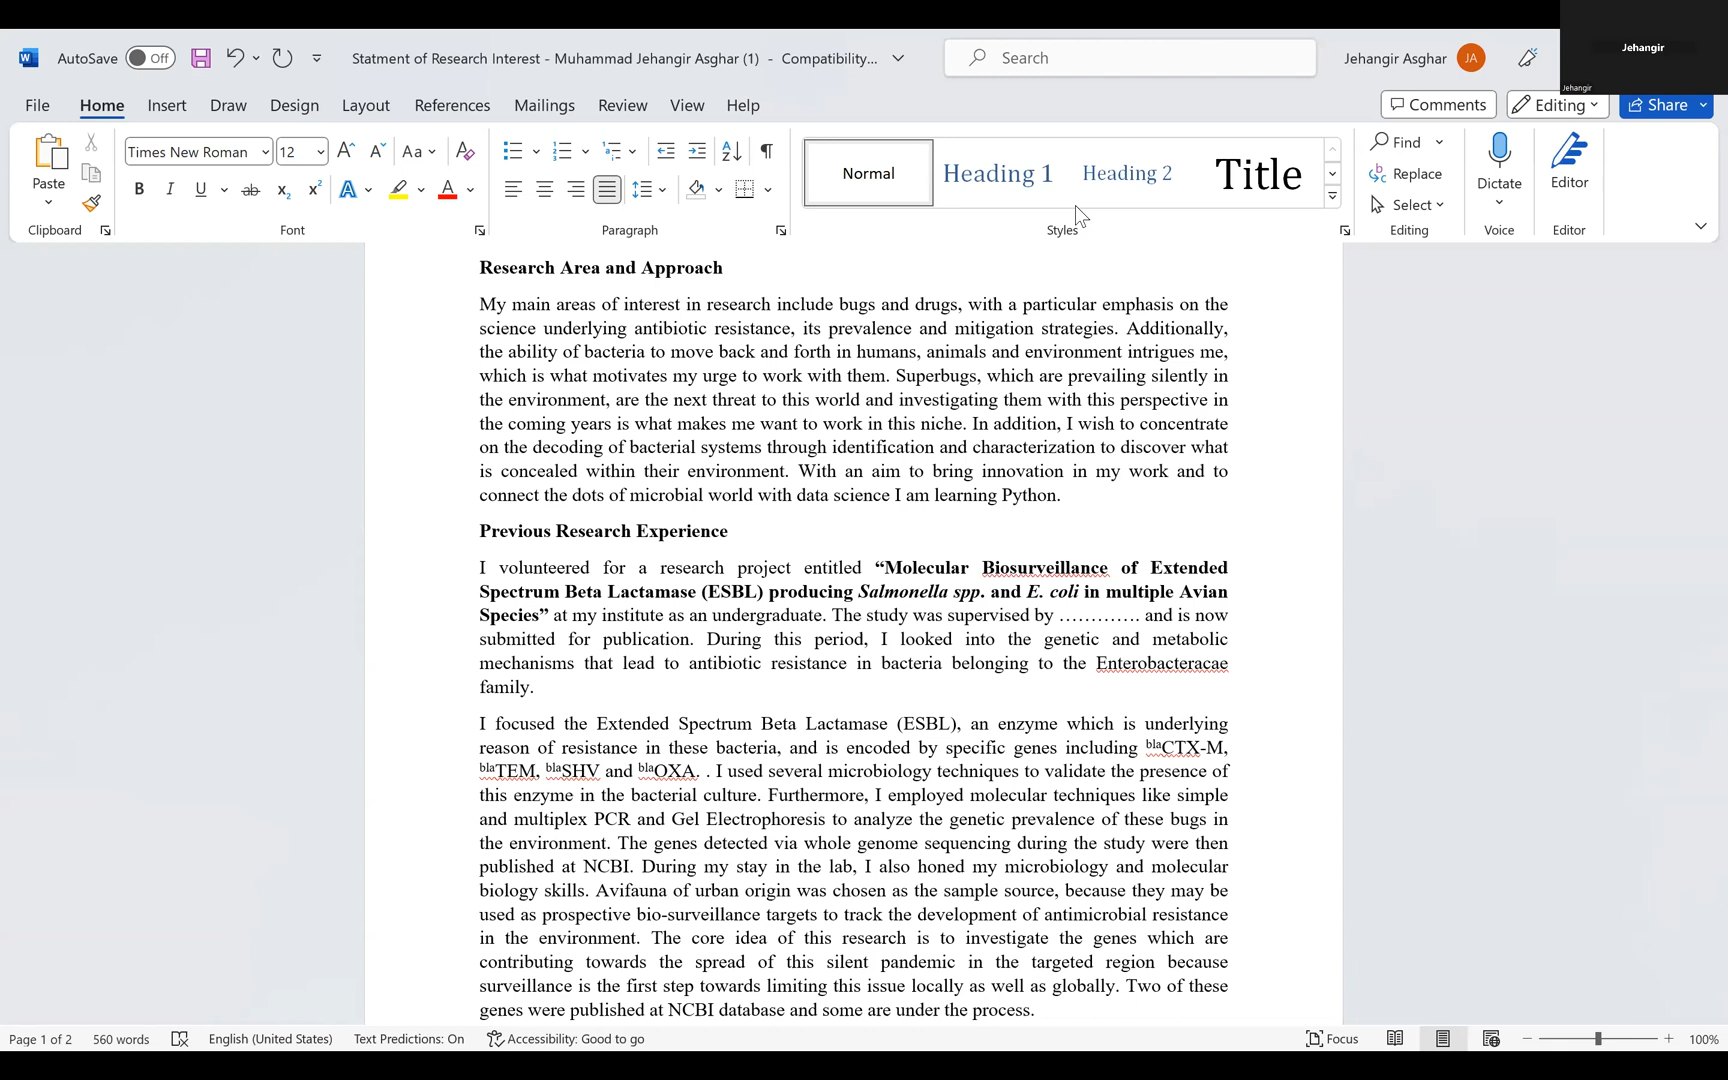 AutoSave Off Statment of Research Interest - Muhammad Jehangir Asghar (1) - Compatibility... Search Jehangir Asghar JA
Jehangir
Jehangir
File Home Insert Draw Design Layout References Mailings Review View Help Comments Editing Share
Paste Times New Roman 12 Aa Normal Heading 1 Heading 2 Title Find Replace Select Dictate Editor
Clipboard Font Paragraph Styles Editing Voice Editor
Research Area and Approach
My main areas of interest in research include bugs and drugs, with a particular emphasis on the
science underlying antibiotic resistance, its prevalence and mitigation strategies. Additionally,
the ability of bacteria to move back and forth in humans, animals and environment intrigues me,
which is what motivates my urge to work with them. Superbugs, which are prevailing silently in
the environment, are the next threat to this world and investigating them with this perspective in
the coming years is what makes me want to work in this niche. In addition, I wish to concentrate
on the decoding of bacterial systems through identification and characterization to discover what
is concealed within their environment. With an aim to bring innovation in my work and to
connect the dots of microbial world with data science I am learning Python.
Previous Research Experience
I volunteered for a research project entitled “Molecular Biosurveillance of Extended
Spectrum Beta Lactamase (ESBL) producing Salmonella spp. and E. coli in multiple Avian
Species” at my institute as an undergraduate. The study was supervised by …………. and is now
submitted for publication. During this period, I looked into the genetic and metabolic
mechanisms that lead to antibiotic resistance in bacteria belonging to the Enterobacteracae
family.
I focused the Extended Spectrum Beta Lactamase (ESBL), an enzyme which is underlying
reason of resistance in these bacteria, and is encoded by specific genes including blaCTX-M,
blaTEM, blaSHV and blaOXA. . I used several microbiology techniques to validate the presence of
this enzyme in the bacterial culture. Furthermore, I employed molecular techniques like simple
and multiplex PCR and Gel Electrophoresis to analyze the genetic prevalence of these bugs in
the environment. The genes detected via whole genome sequencing during the study were then
published at NCBI. During my stay in the lab, I also honed my microbiology and molecular
biology skills. Avifauna of urban origin was chosen as the sample source, because they may be
used as prospective bio-surveillance targets to track the development of antimicrobial resistance
in the environment. The core idea of this research is to investigate the genes which are
contributing towards the spread of this silent pandemic in the targeted region because
surveillance is the first step towards limiting this issue locally as well as globally. Two of these
genes were published at NCBI database and some are under the process.
Page 1 of 2 560 words English (United States) Text Predictions: On Accessibility: Good to go Focus 100%